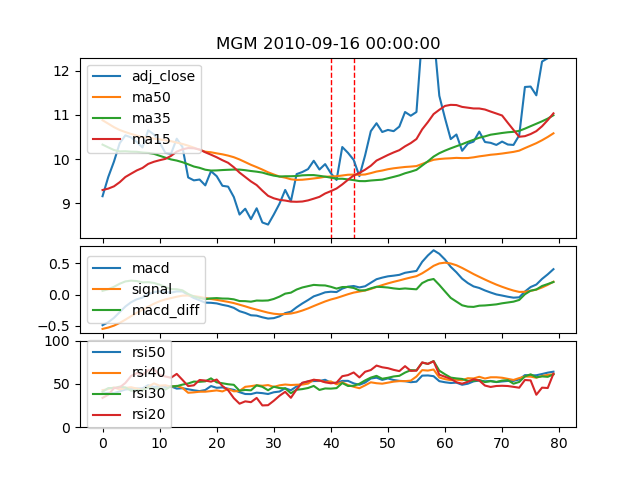 MGM 2010-09-16 00:00:00
12
11
10
9
adj_close
ma50
ma35
ma15
0.5
0.0
−0.5
macd
signal
macd_diff
100
50
0
rsi50
rsi40
rsi30
rsi20
0 10 20 30 40 50 60 70 80